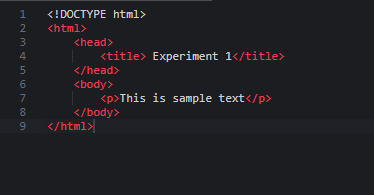 1 <!DOCTYPE html>
2 <html>
3     <head>
4         <title> Experiment 1</title>
5     </head>
6     <body>
7         <p>This is sample text</p>
8     </body>
9 </html>